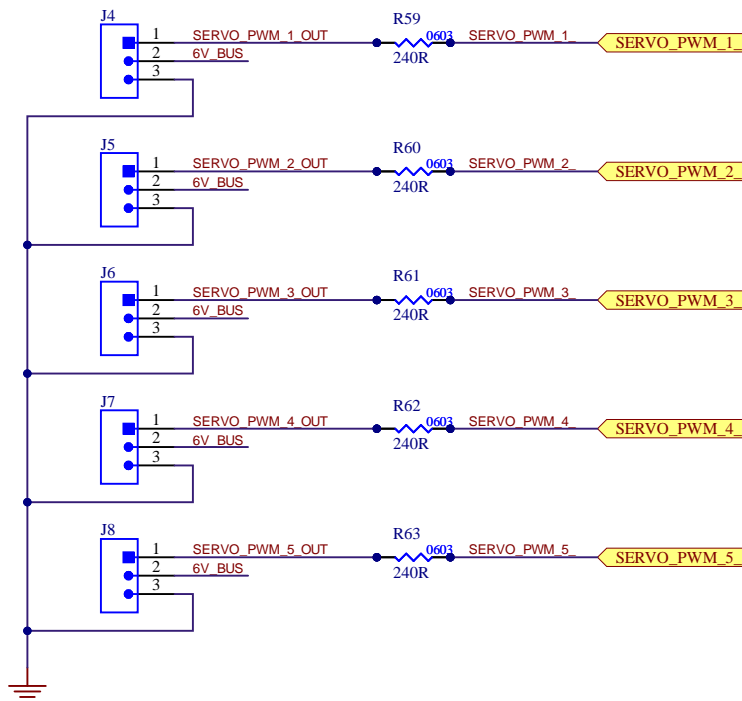 J4
R59
1 SERVO_PWM_1_OUT 0603 SERVO_PWM_1_ SERVO_PWM_1_
2 6V_BUS 240R
3
J5
R60
1 SERVO_PWM_2_OUT 0603 SERVO_PWM_2_ SERVO_PWM_2_
2 6V_BUS 240R
3
J6
R61
1 SERVO_PWM_3_OUT 0603 SERVO_PWM_3_ SERVO_PWM_3_
2 6V_BUS 240R
3
J7
R62
1 SERVO_PWM_4_OUT 0603 SERVO_PWM_4_ SERVO_PWM_4_
2 6V_BUS 240R
3
J8
R63
1 SERVO_PWM_5_OUT 0603 SERVO_PWM_5_ SERVO_PWM_5_
2 6V_BUS 240R
3